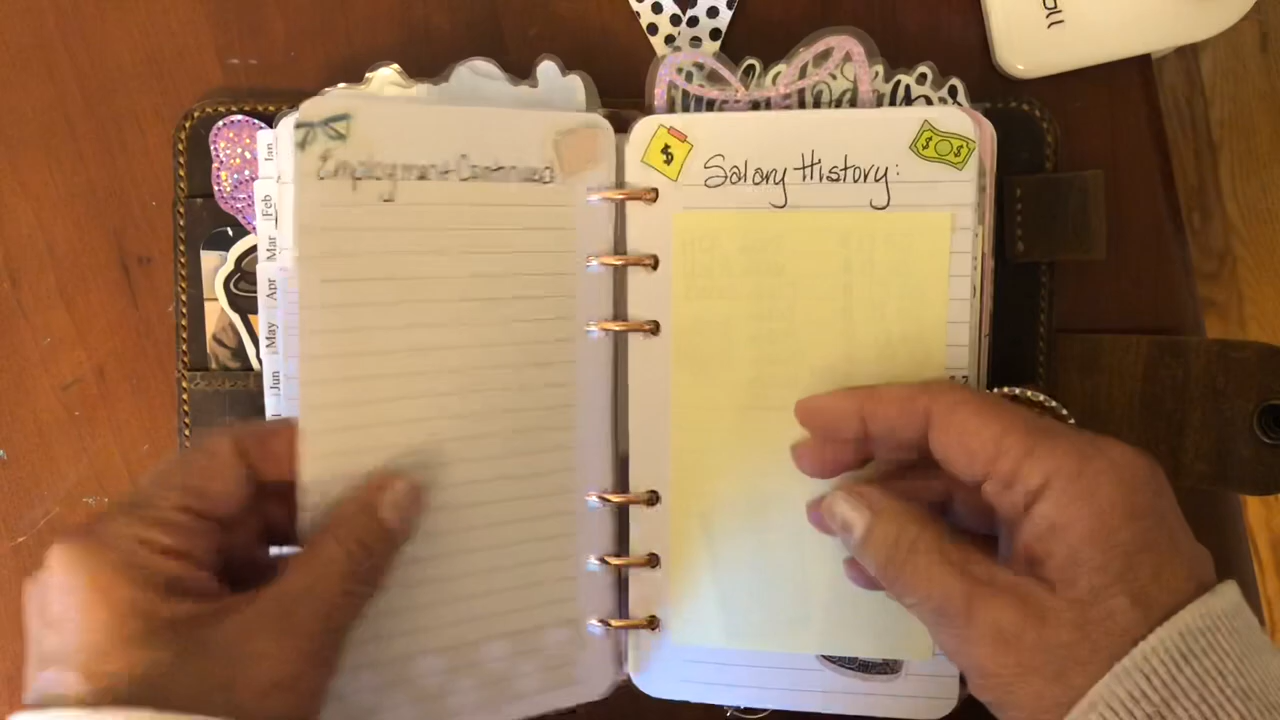 Jan
Feb
Mar
Apr
May
Jun
Employment Continued
$
Salary History:
$ $